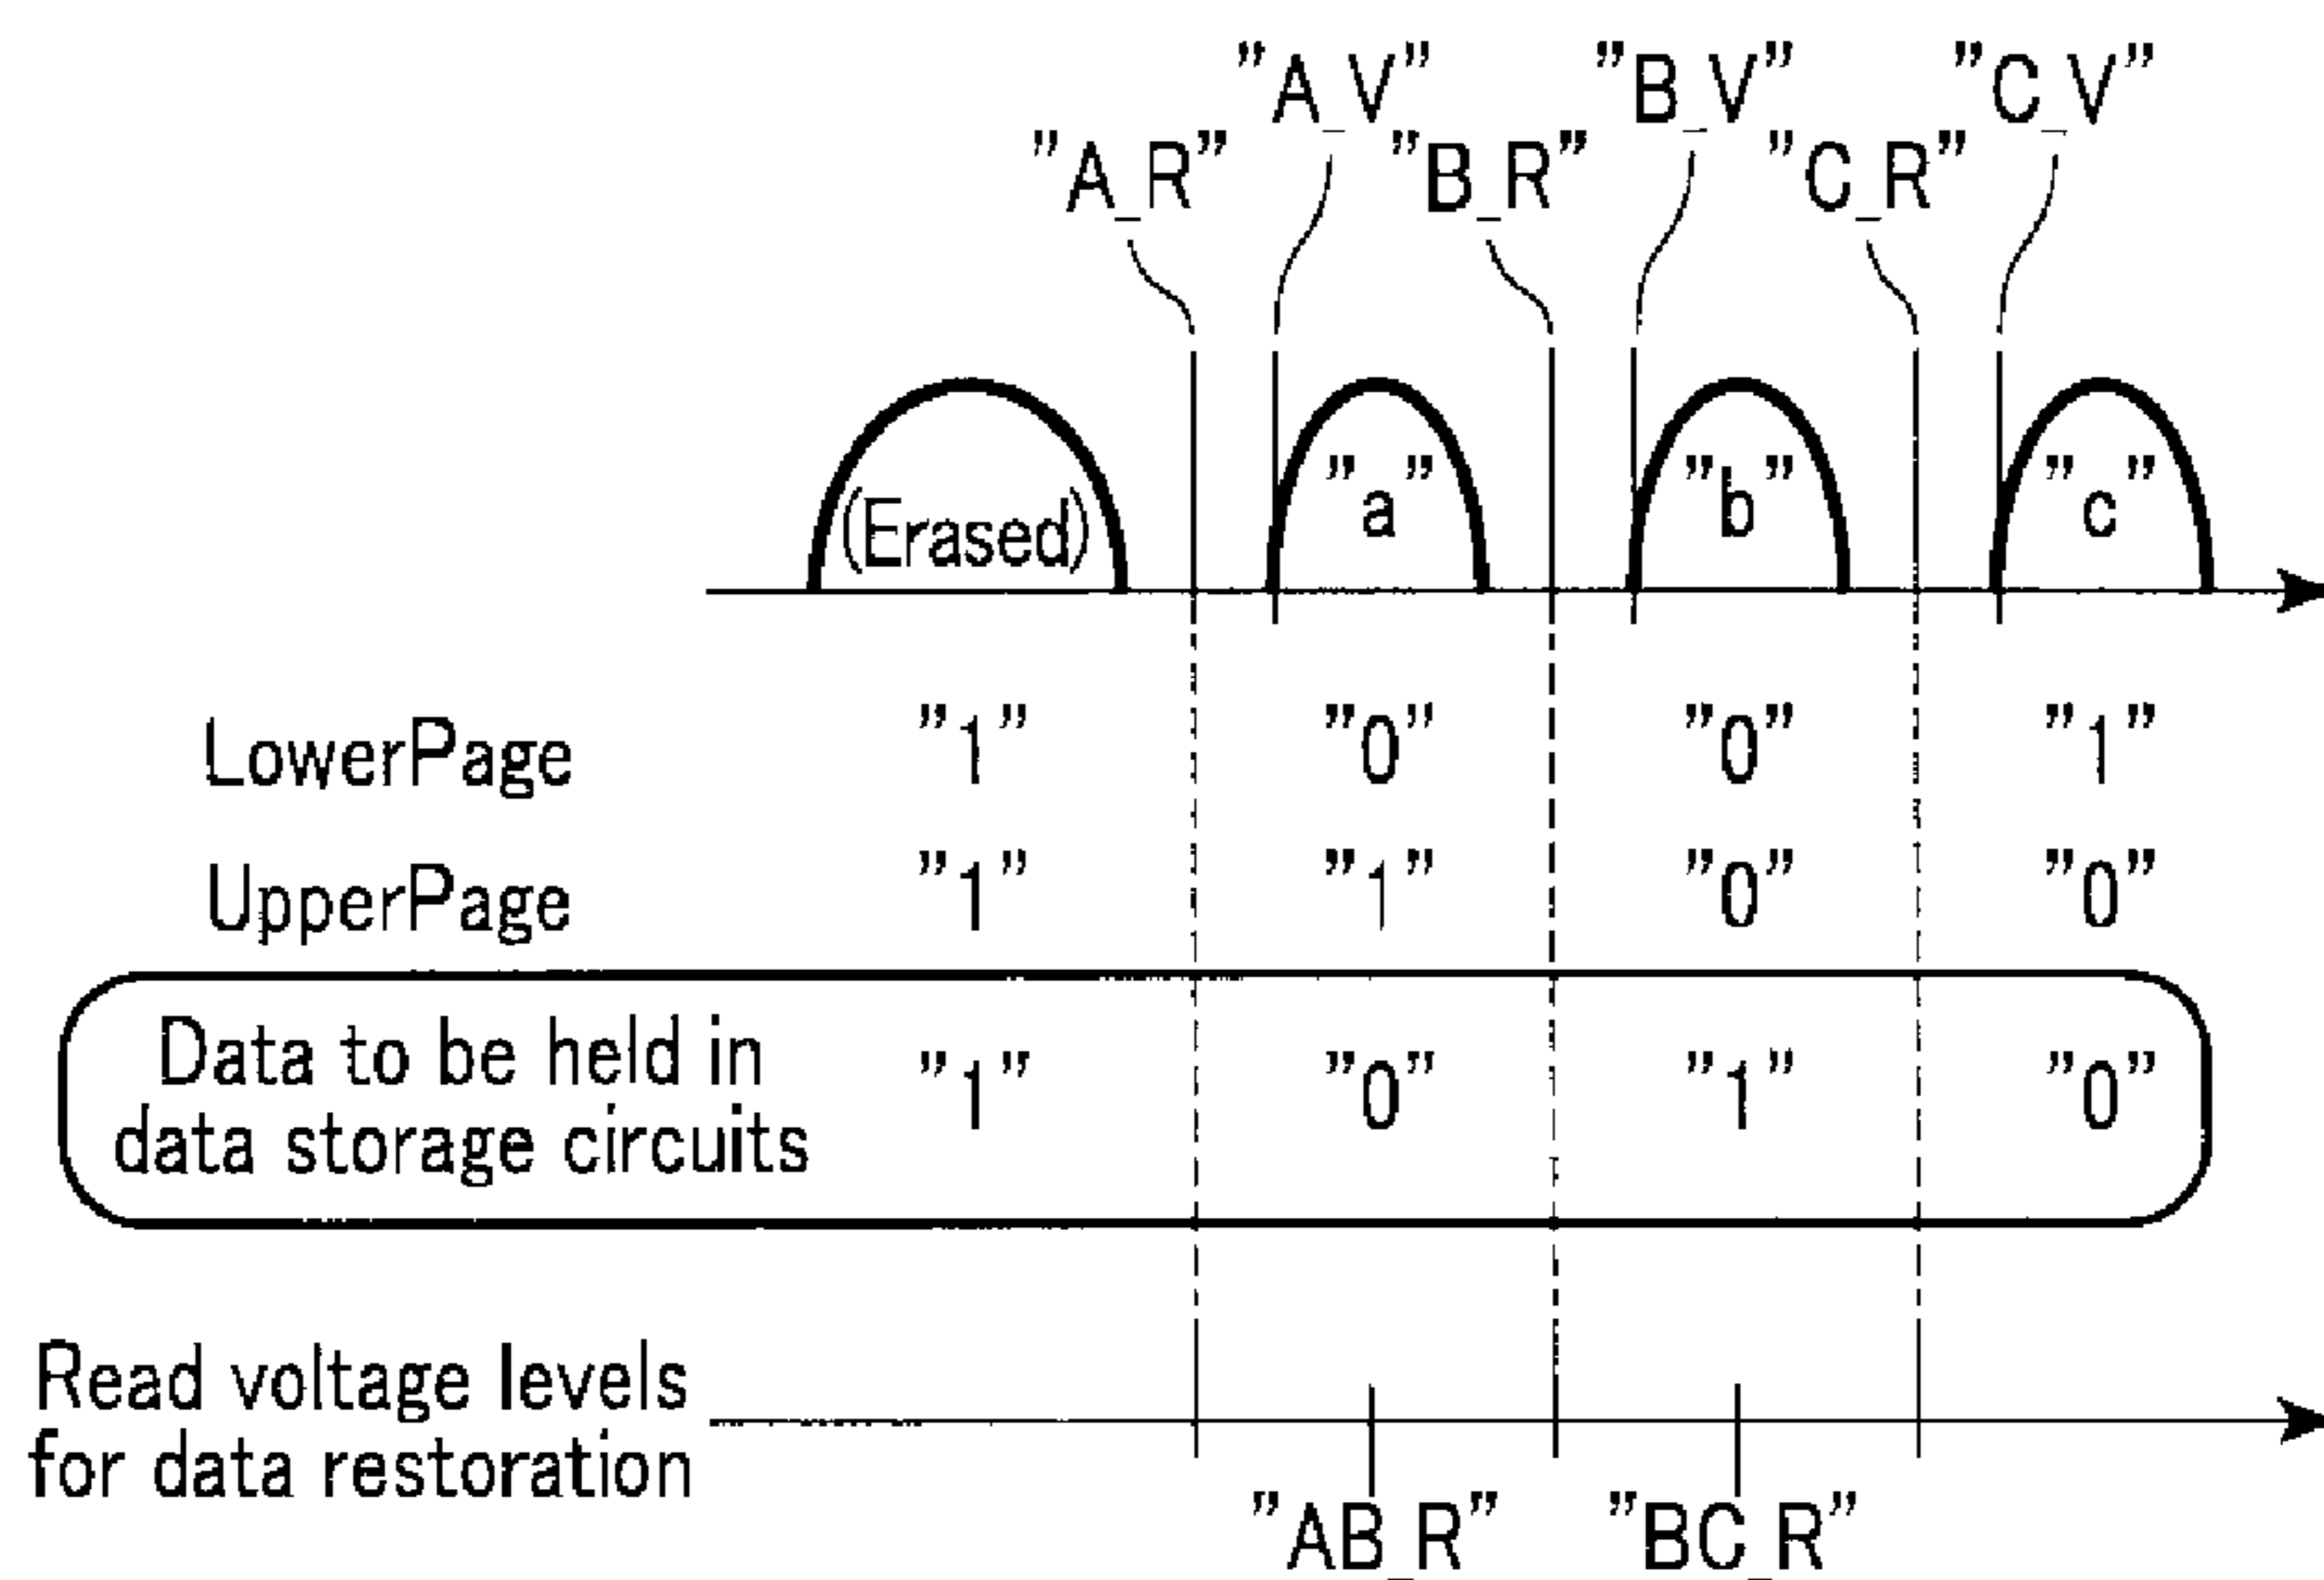 "A_V" "B_V" "C_V"
"A_R" "B_R" "C_R"
(Erased) "a" "b" "c"
LowerPage "1" "0" "0" "1"
UpperPage "1" "1" "0" "0"
Data to be held in
data storage circuits "1" "0" "1" "0"
Read voltage levels
for data restoration
"AB_R" "BC_R"